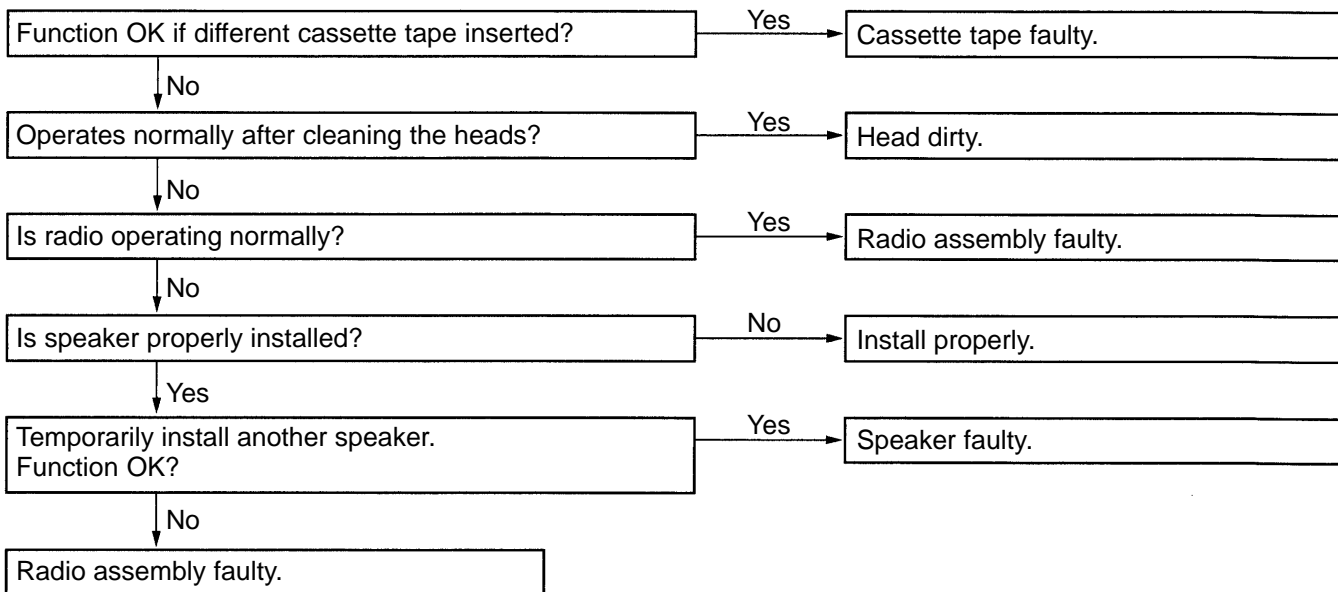 Function OK if different cassette tape inserted?
Yes
Cassette tape faulty.
No
Operates normally after cleaning the heads?
Yes
Head dirty.
No
Is radio operating normally?
Yes
Radio assembly faulty.
No
Is speaker properly installed?
No
Install properly.
Yes
Temporarily install another speaker.
Function OK?
Yes
Speaker faulty.
No
Radio assembly faulty.